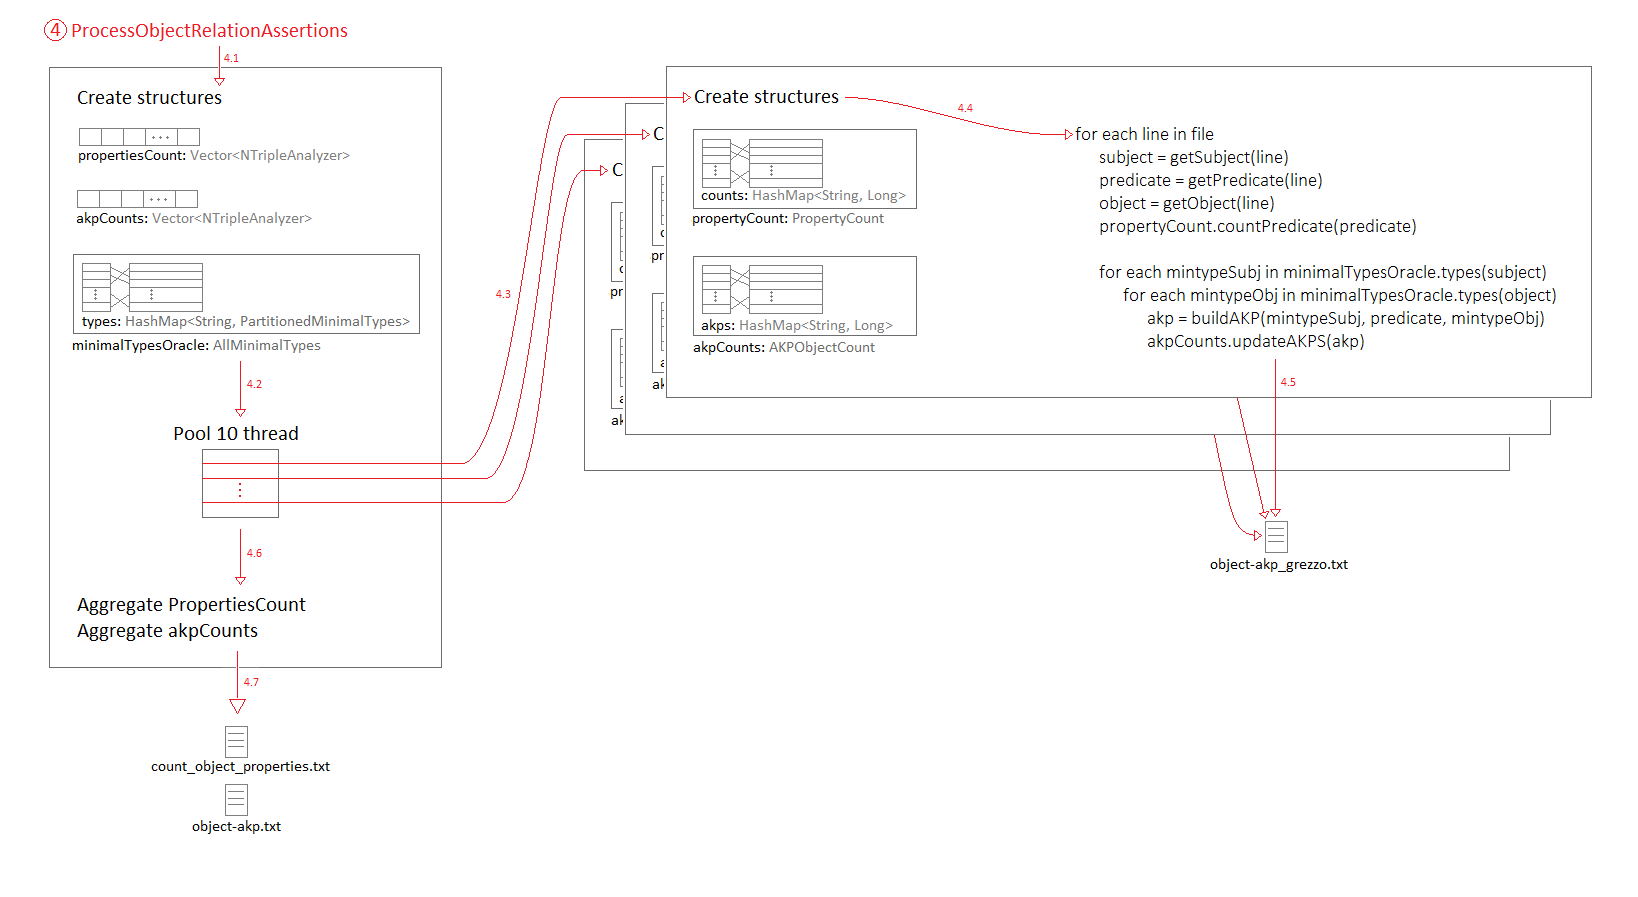 4 ProcessObjectRelationAssertions
4.1
Create structures
propertiesCount: Vector<NTripleAnalyzer>
akpCounts: Vector<NTripleAnalyzer>
types: HashMap<String, PartitionedMinimalTypes>
minimalTypesOracle: AllMinimalTypes
4.2
Pool 10 thread
4.3
4.6
Aggregate PropertiesCount
Aggregate akpCounts
4.7
count_object_properties.txt
object-akp.txt
C
pr
ak
C
pr
ak
Create structures
counts: HashMap<String, Long>
propertyCount: PropertyCount
akps: HashMap<String, Long>
akpCounts: AKPObjectCount
4.4
for each line in file
subject = getSubject(line)
predicate = getPredicate(line)
object = getObject(line)
propertyCount.countPredicate(predicate)
for each mintypeSubj in minimalTypesOracle.types(subject)
for each mintypeObj in minimalTypesOracle.types(object)
akp = buildAKP(mintypeSubj, predicate, mintypeObj)
akpCounts.updateAKPS(akp)
4.5
object-akp_grezzo.txt